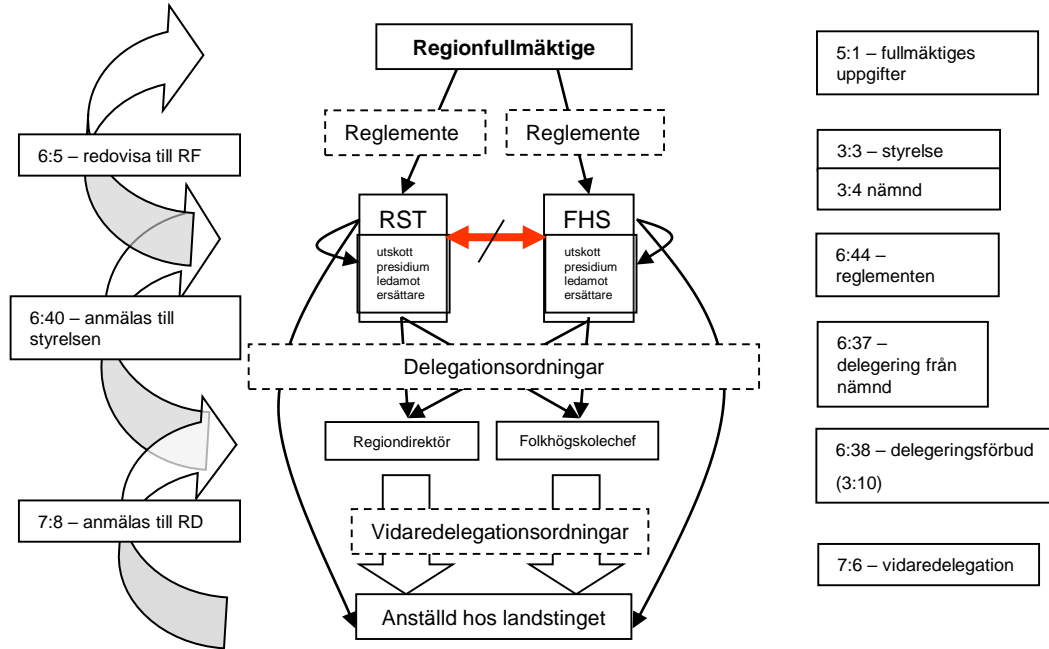 Regionfullmäktige
Reglemente
Reglemente
RST
utskott
presidium
ledamot
ersättare
FHS
utskott
presidium
ledamot
ersättare
Delegationsordningar
Regiondirektör
Folkhögskolechef
Vidaredelegationsordningar
Anställd hos landstinget
6:5 – redovisa till RF
6:40 – anmälas till
styrelsen
7:8 – anmälas till RD
5:1 – fullmäktiges
uppgifter
3:3 – styrelse
3:4 nämnd
6:44 –
reglementen
6:37 –
delegering från
nämnd
6:38 – delegeringsförbud
(3:10)
7:6 – vidaredelegation